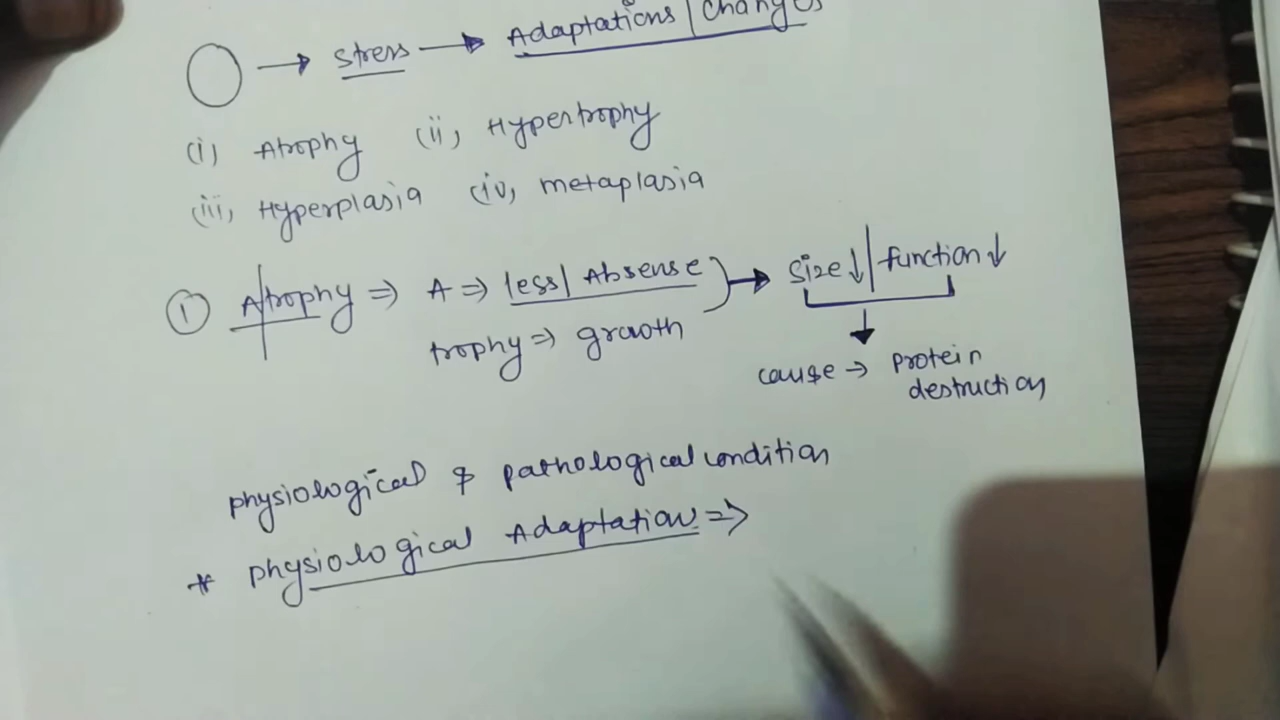 → stress → Adaptations | Changes
(i) Atrophy (ii) Hypertrophy
(iii) Hyperplasia (iv) metaplasia
① Atrophy ⇒ A ⇒ less| Absense → Size ↓ | function ↓
trophy ⇒ growth
cause → protein
destruction
physiological & pathological condition
* physiological Adaptation ⇒